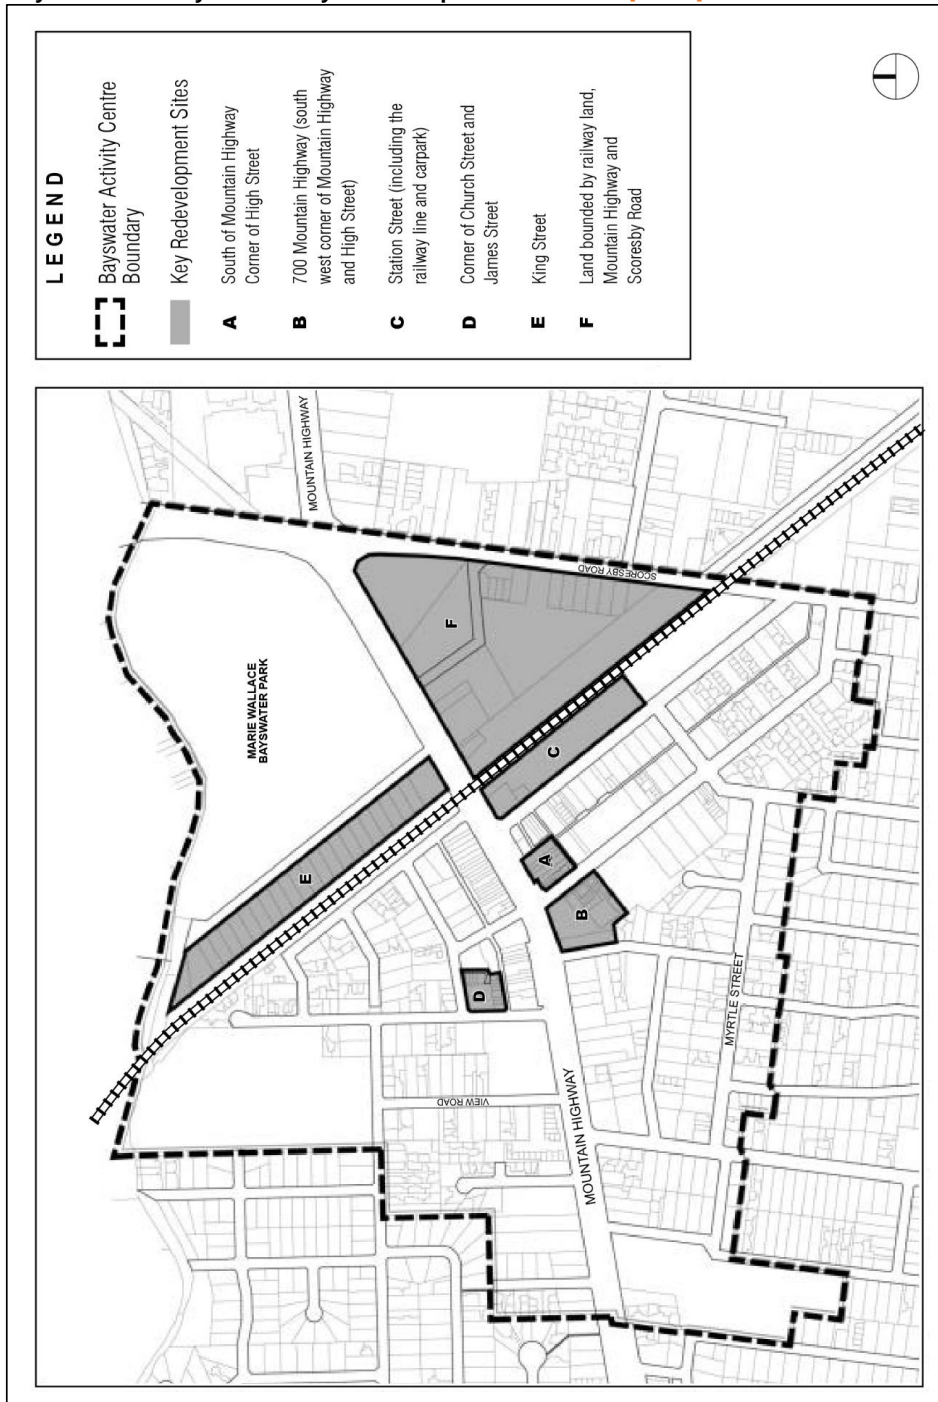 LEGEND
Bayswater Activity Centre
Boundary
Key Redevelopment Sites
A
South of Mountain Highway
Corner of High Street
B
700 Mountain Highway (south
west corner of Mountain Highway
and High Street)
C
Station Street (including the
railway line and carpark)
D
Corner of Church Street and
James Street
E
King Street
F
Land bounded by railway land,
Mountain Highway and
Scoresby Road
MOUNTAIN HIGHWAY
MARIE WALLACE
BAYSWATER PARK
SCORESBY ROAD
F
E
C
A
B
D
MYRTLE STREET
VIEW ROAD
MOUNTAIN HIGHWAY